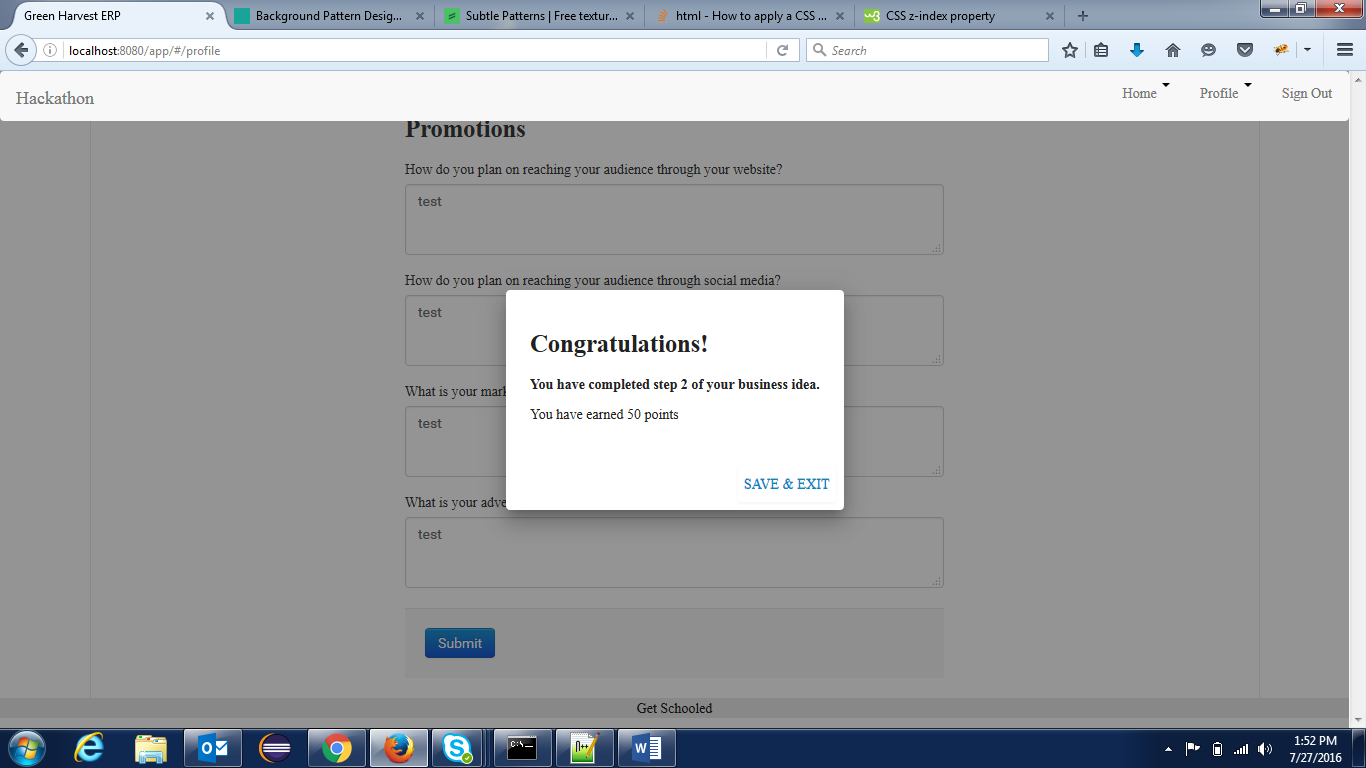 Green Harvest ERP
Background Pattern Desig...
Subtle Patterns | Free textur...
html - How to apply a CSS ...
CSS z-index property
localhost:8080/app/#/profile
Search
Hackathon
Home
Profile
Sign Out
Promotions
How do you plan on reaching your audience through your website?
test
How do you plan on reaching your audience through social media?
test
What is your mark
test
What is your adve
test
Congratulations!
You have completed step 2 of your business idea.
You have earned 50 points
SAVE & EXIT
Submit
Get Schooled
1:52 PM
7/27/2016